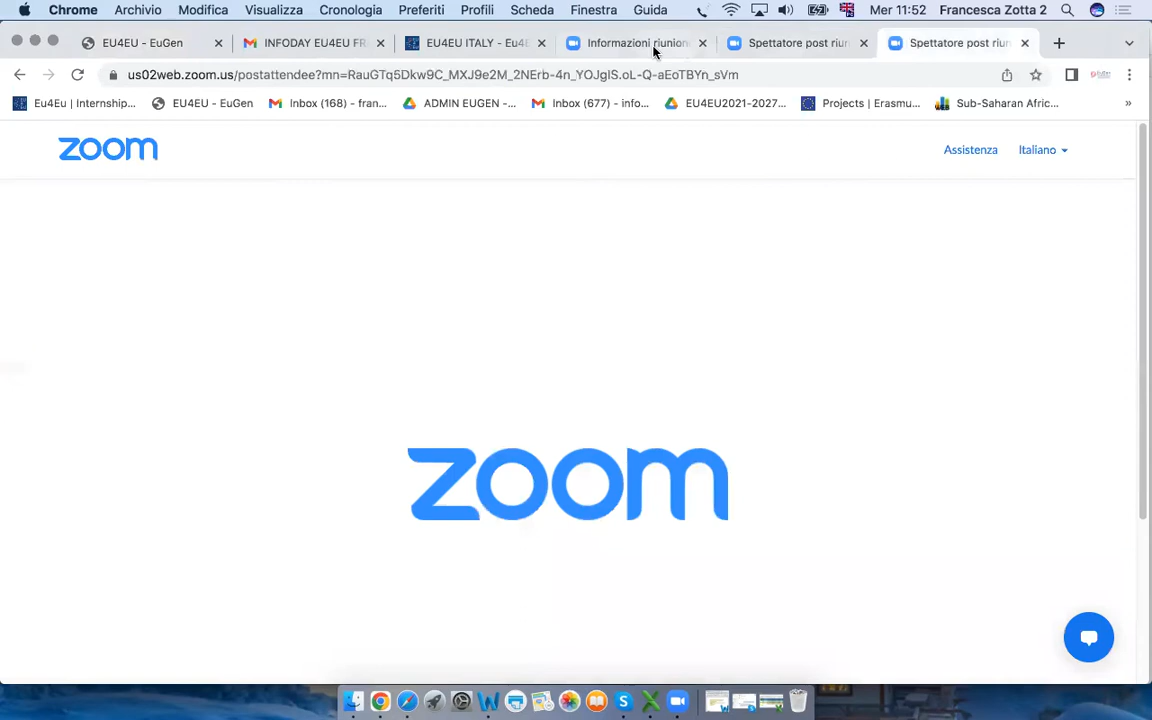 Chrome Archivio Modifica Visualizza Cronologia Preferiti Profili Scheda Finestra Guida Mer 11:52 Francesca Zotta 2
EU4EU - EuGen INFODAY EU4EU FR EU4EU ITALY - Eu4E Informazioni riunione Spettatore post riun Spettatore post riun
us02web.zoom.us/postattendee?mn=RauGTq5Dkw9C_MXJ9e2M_2NErb-4n_YOJgIS.oL-Q-aEoTBYn_sVm
Eu4Eu | Internship... EU4EU - EuGen Inbox (168) - fran... ADMIN EUGEN -... Inbox (677) - info... EU4EU2021-2027... Projects | Erasmu... Sub-Saharan Afric... »
zoom Assistenza Italiano
zoom